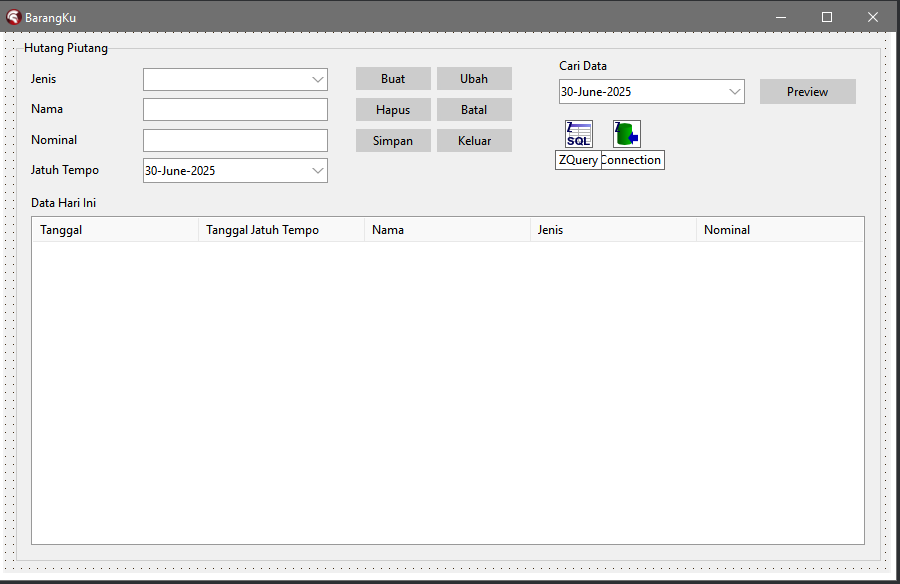 BarangKu
Hutang Piutang
Jenis
Nama
Nominal
Jatuh Tempo
30-June-2025
Buat
Ubah
Hapus
Batal
Simpan
Keluar
Cari Data
30-June-2025
Preview
Z
SQL
Z
ZQuery
Connection
Data Hari Ini
Tanggal
Tanggal Jatuh Tempo
Nama
Jenis
Nominal